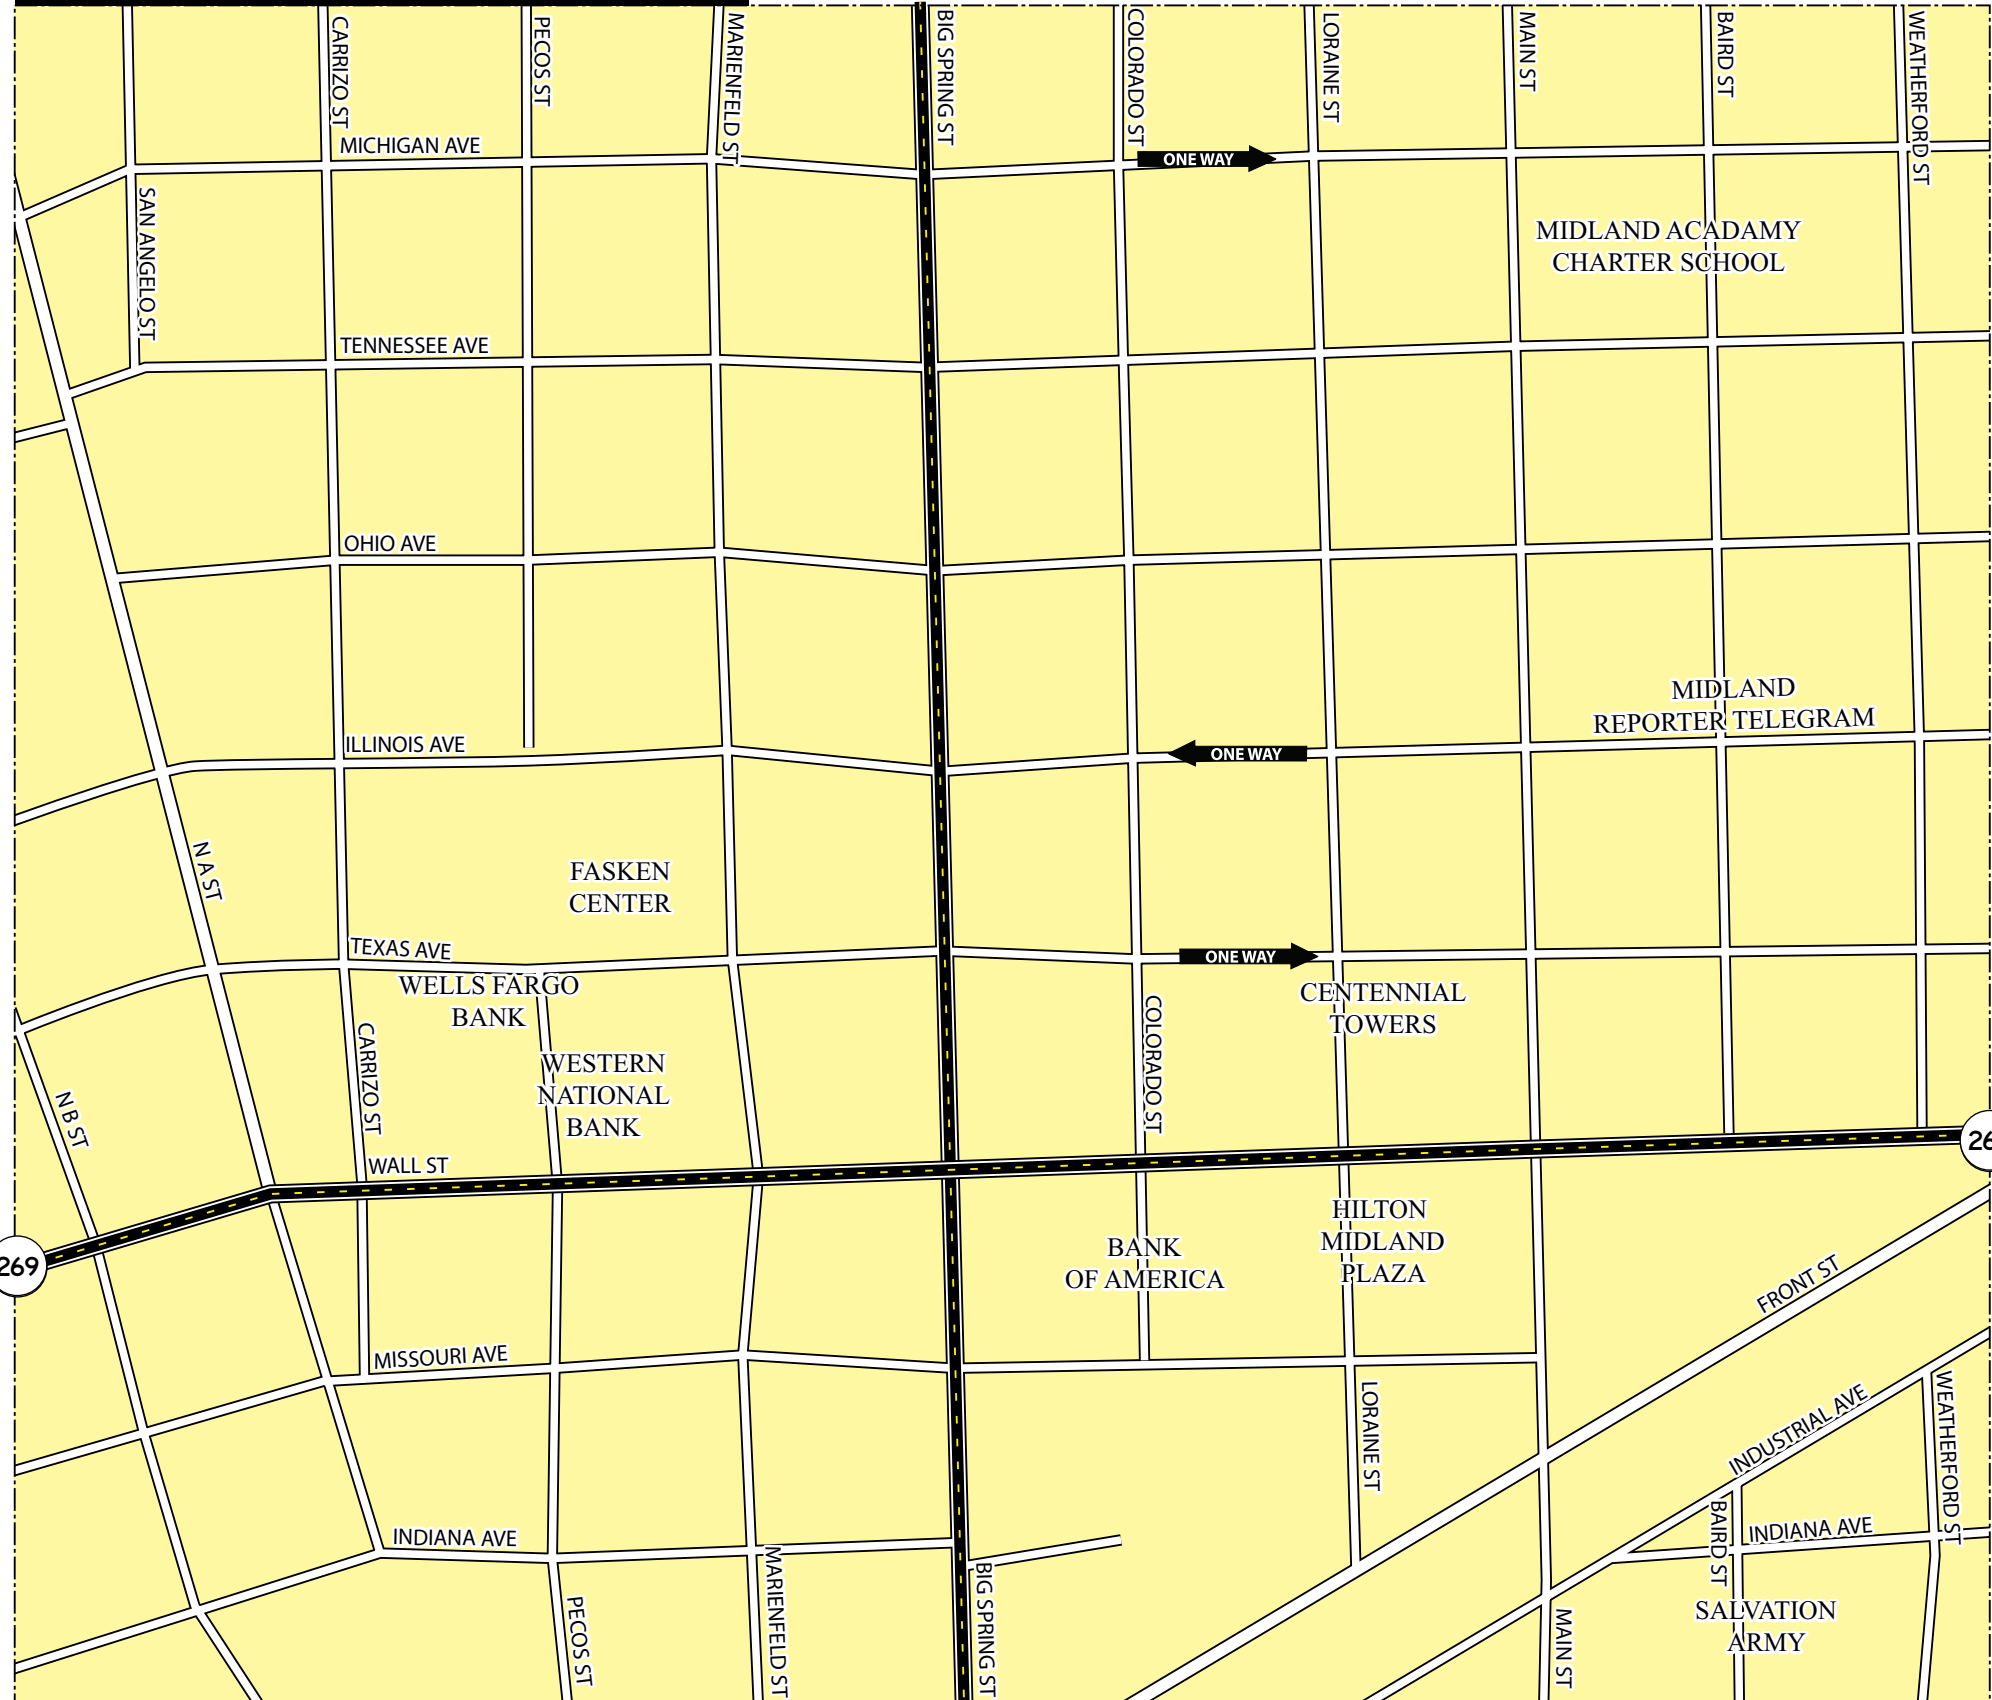 CARRIZO ST
PECOS ST
MARIENFELD ST
BIG SPRING ST
COLORADO ST
LORAINE ST
MAIN ST
BAIRD ST
WEATHERFORD ST
MICHIGAN AVE
ONE WAY
SAN ANGELO ST
MIDLAND ACADAMY
CHARTER SCHOOL
TENNESSEE AVE
OHIO AVE
MIDLAND
REPORTER TELEGRAM
ILLINOIS AVE
ONE WAY
N A ST
FASKEN
CENTER
TEXAS AVE
ONE WAY
WELLS FARGO
BANK
CENTENNIAL
TOWERS
CARRIZO ST
COLORADO ST
WESTERN
NATIONAL
BANK
N B ST
WALL ST
26
269
HILTON
MIDLAND
PLAZA
BANK
OF AMERICA
FRONT ST
MISSOURI AVE
LORAINE ST
INDUSTRIAL AVE
WEATHERFORD ST
INDIANA AVE
BAIRD ST
INDIANA AVE
MARIENFELD ST
BIG SPRING ST
PECOS ST
MAIN ST
SALVATION
ARMY